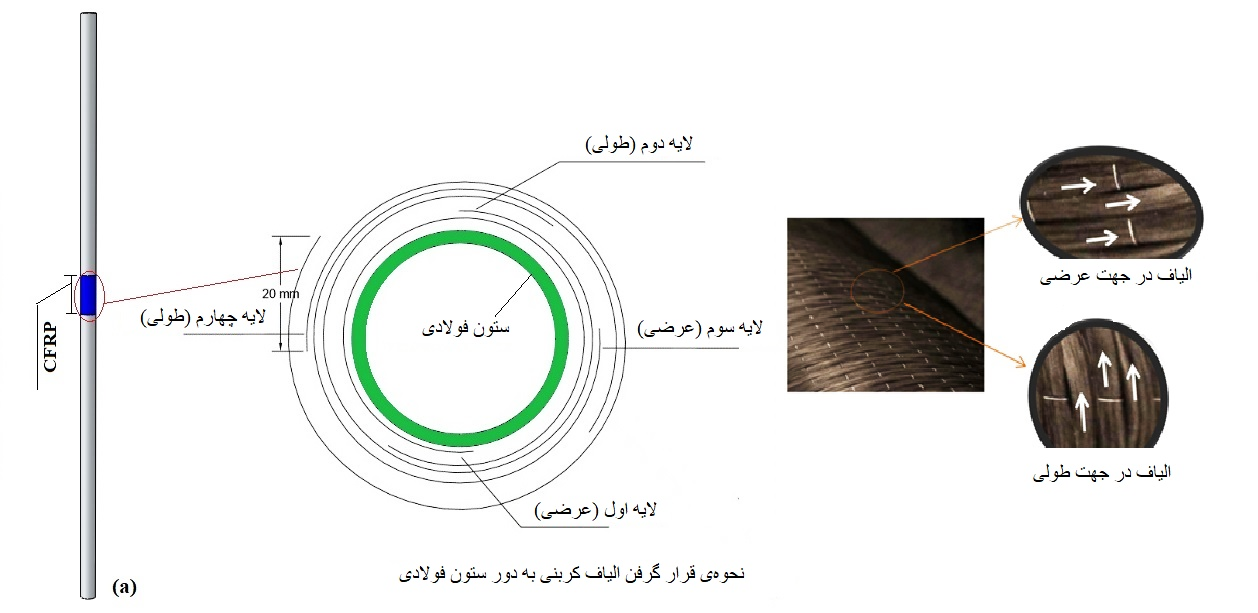 لایه دوم (طولی)
الیاف در جهت عرضی
20 mm
لایه چهارم (طولی)
ستون فولادی
لایه سوم (عرضی)
CFRP
الیاف در جهت طولی
لایه اول (عرضی)
نحوه‌ی قرار گرفن الیاف کربنی به دور ستون فولادی
(a)